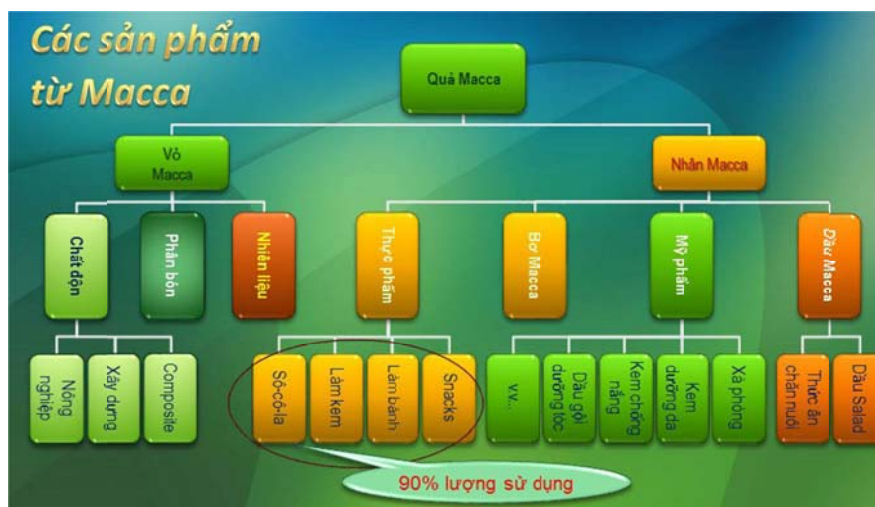 Các sản phẩm
từ Macca
Quả Macca
Vỏ
Macca
Nhân Macca
Chất độn
Phân bón
Nhiên liệu
Thực phẩm
Bơ Macca
Mỹ phẩm
Dầu Macca
Nông
nghiệp
Xây dựng
Composite
Sô-cô-la
Làm kem
Làm bánh
Snacks
v.v..
Dầu gội
dưỡng tóc
Kem chống
nắng
Kem
dưỡng da
Xà phòng
Thức ăn
chăn nuôi
Dầu Salad
90% lượng sử dụng